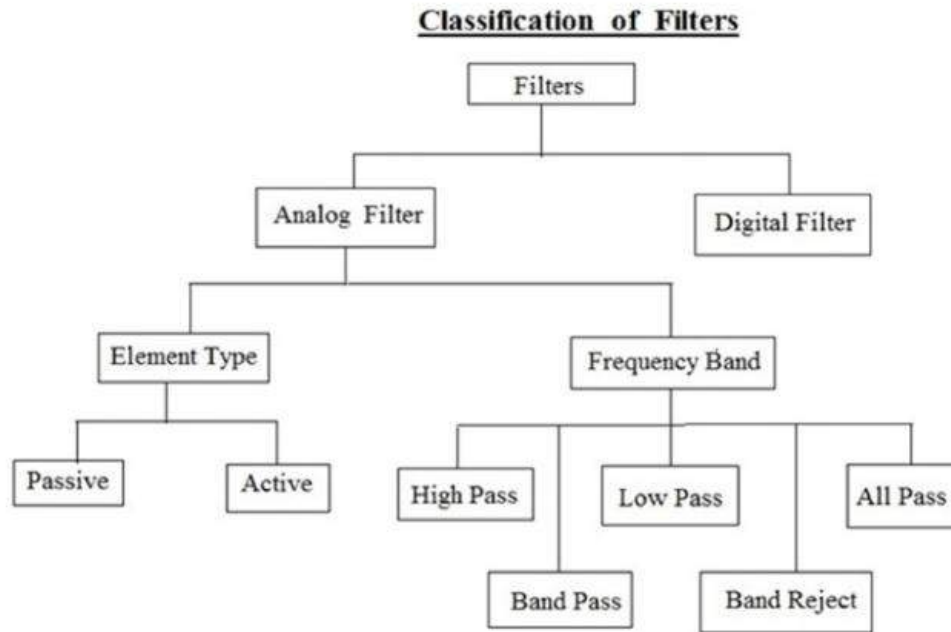 Classification of Filters
Filters
Analog Filter
Digital Filter
Element Type
Frequency Band
Passive
Active
High Pass
Low Pass
All Pass
Band Pass
Band Reject